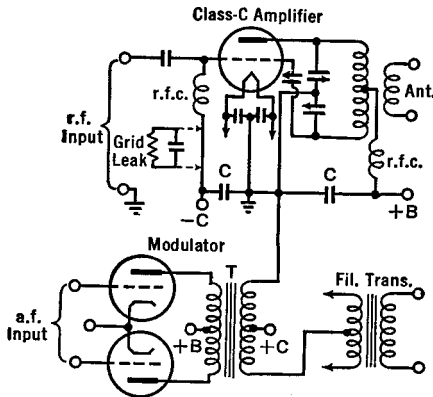 Class-C Amplifier
r.f.c.
r.f.
Input
Grid
Leak
Ant.
r.f.c.
C
C
-C
+B
Modulator
T
Fil. Trans.
a.f.
Input
+B
+C